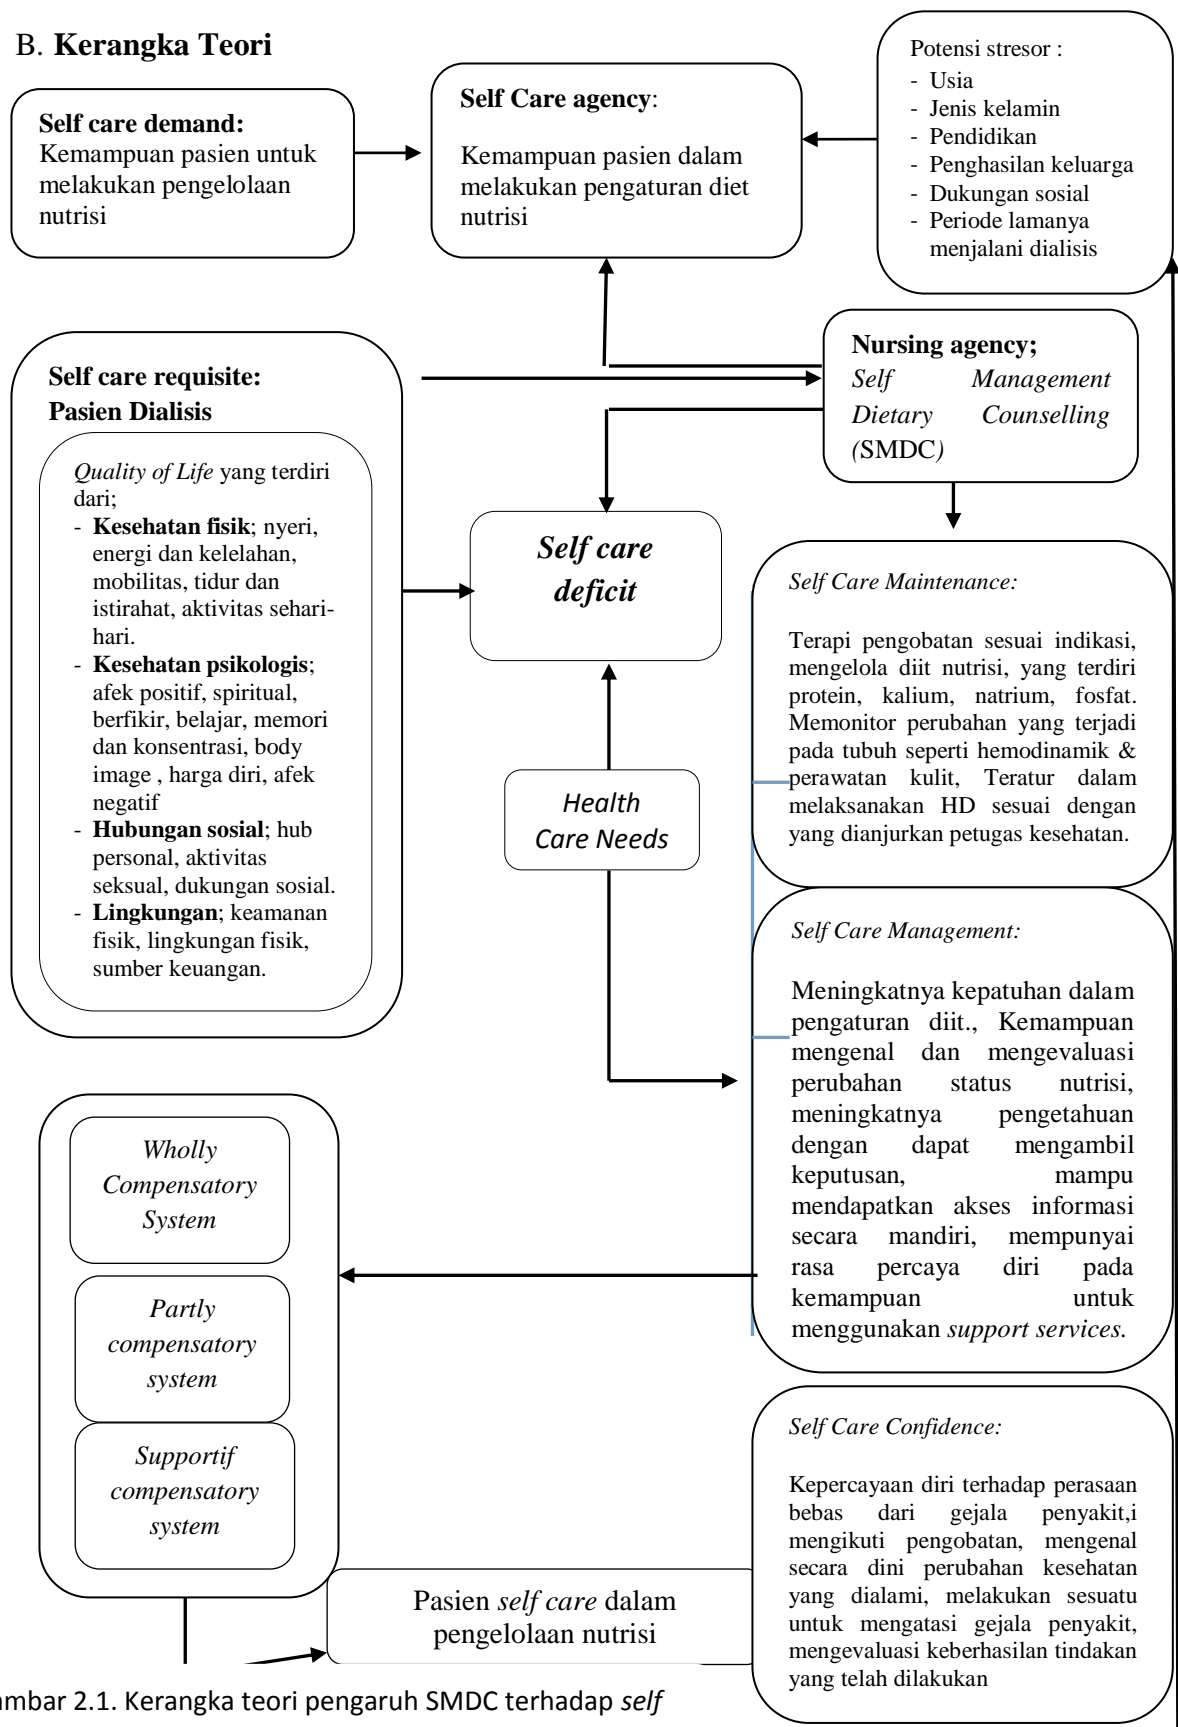 B. Kerangka Teori
Self care demand:
Kemampuan pasien untuk
melakukan pengelolaan
nutrisi
Self Care agency:
Kemampuan pasien dalam
melakukan pengaturan diet
nutrisi
Potensi stresor :
- Usia
- Jenis kelamin
- Pendidikan
- Penghasilan keluarga
- Dukungan sosial
- Periode lamanya
menjalani dialisis
Self care requisite:
Pasien Dialisis
Quality of Life yang terdiri
dari;
- Kesehatan fisik; nyeri,
energi dan kelelahan,
mobilitas, tidur dan
istirahat, aktivitas sehari-
hari.
- Kesehatan psikologis;
afek positif, spiritual,
berfikir, belajar, memori
dan konsentrasi, body
image , harga diri, afek
negatif
- Hubungan sosial; hub
personal, aktivitas
seksual, dukungan sosial.
- Lingkungan; keamanan
fisik, lingkungan fisik,
sumber keuangan.
Nursing agency;
Self Management
Dietary Counselling
(SMDC)
Self care
deficit
Health
Care Needs
Self Care Maintenance:
Terapi pengobatan sesuai indikasi,
mengelola diit nutrisi, yang terdiri
protein, kalium, natrium, fosfat.
Memonitor perubahan yang terjadi
pada tubuh seperti hemodinamik &
perawatan kulit, Teratur dalam
melaksanakan HD sesuai dengan
yang dianjurkan petugas kesehatan.
Self Care Management:
Meningkatnya kepatuhan dalam
pengaturan diit., Kemampuan
mengenal dan mengevaluasi
perubahan status nutrisi,
meningkatnya pengetahuan
dengan dapat mengambil
keputusan, mampu
mendapatkan akses informasi
secara mandiri, mempunyai
rasa percaya diri pada
kemampuan untuk
menggunakan support services.
Wholly
Compensatory
System
Partly
compensatory
system
Supportif
compensatory
system
Self Care Confidence:
Kepercayaan diri terhadap perasaan
bebas dari gejala penyakit,i
mengikuti pengobatan, mengenal
secara dini perubahan kesehatan
yang dialami, melakukan sesuatu
untuk mengatasi gejala penyakit,
mengevaluasi keberhasilan tindakan
yang telah dilakukan
Pasien self care dalam
pengelolaan nutrisi
ambar 2.1. Kerangka teori pengaruh SMDC terhadap self